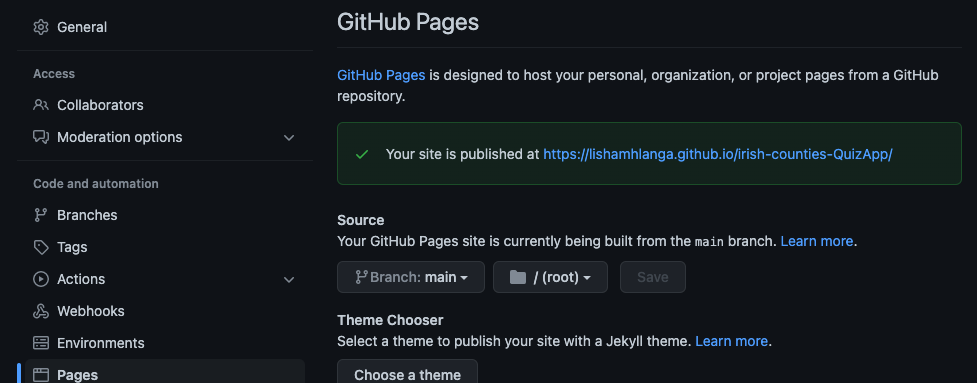 General
Access
Collaborators
Moderation options
Code and automation
Branches
Tags
Actions
Webhooks
Environments
Pages
GitHub Pages
GitHub Pages is designed to host your personal, organization, or project pages from a GitHub
repository.
Your site is published at https://lishamhlanga.github.io/irish-counties-QuizApp/
Source
Your GitHub Pages site is currently being built from the main branch. Learn more.
Branch: main
/ (root)
Save
Theme Chooser
Select a theme to publish your site with a Jekyll theme. Learn more.
Choose a theme